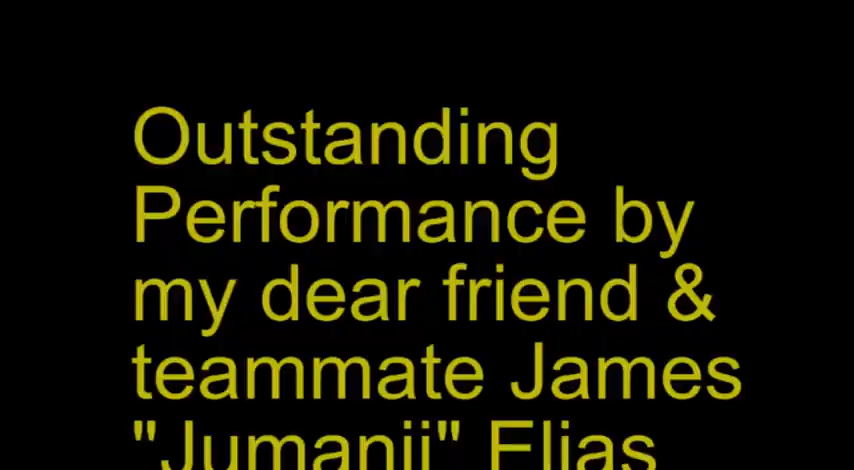 Outstanding
Performance by
my dear friend &
teammate James
"Jumanji" Elias